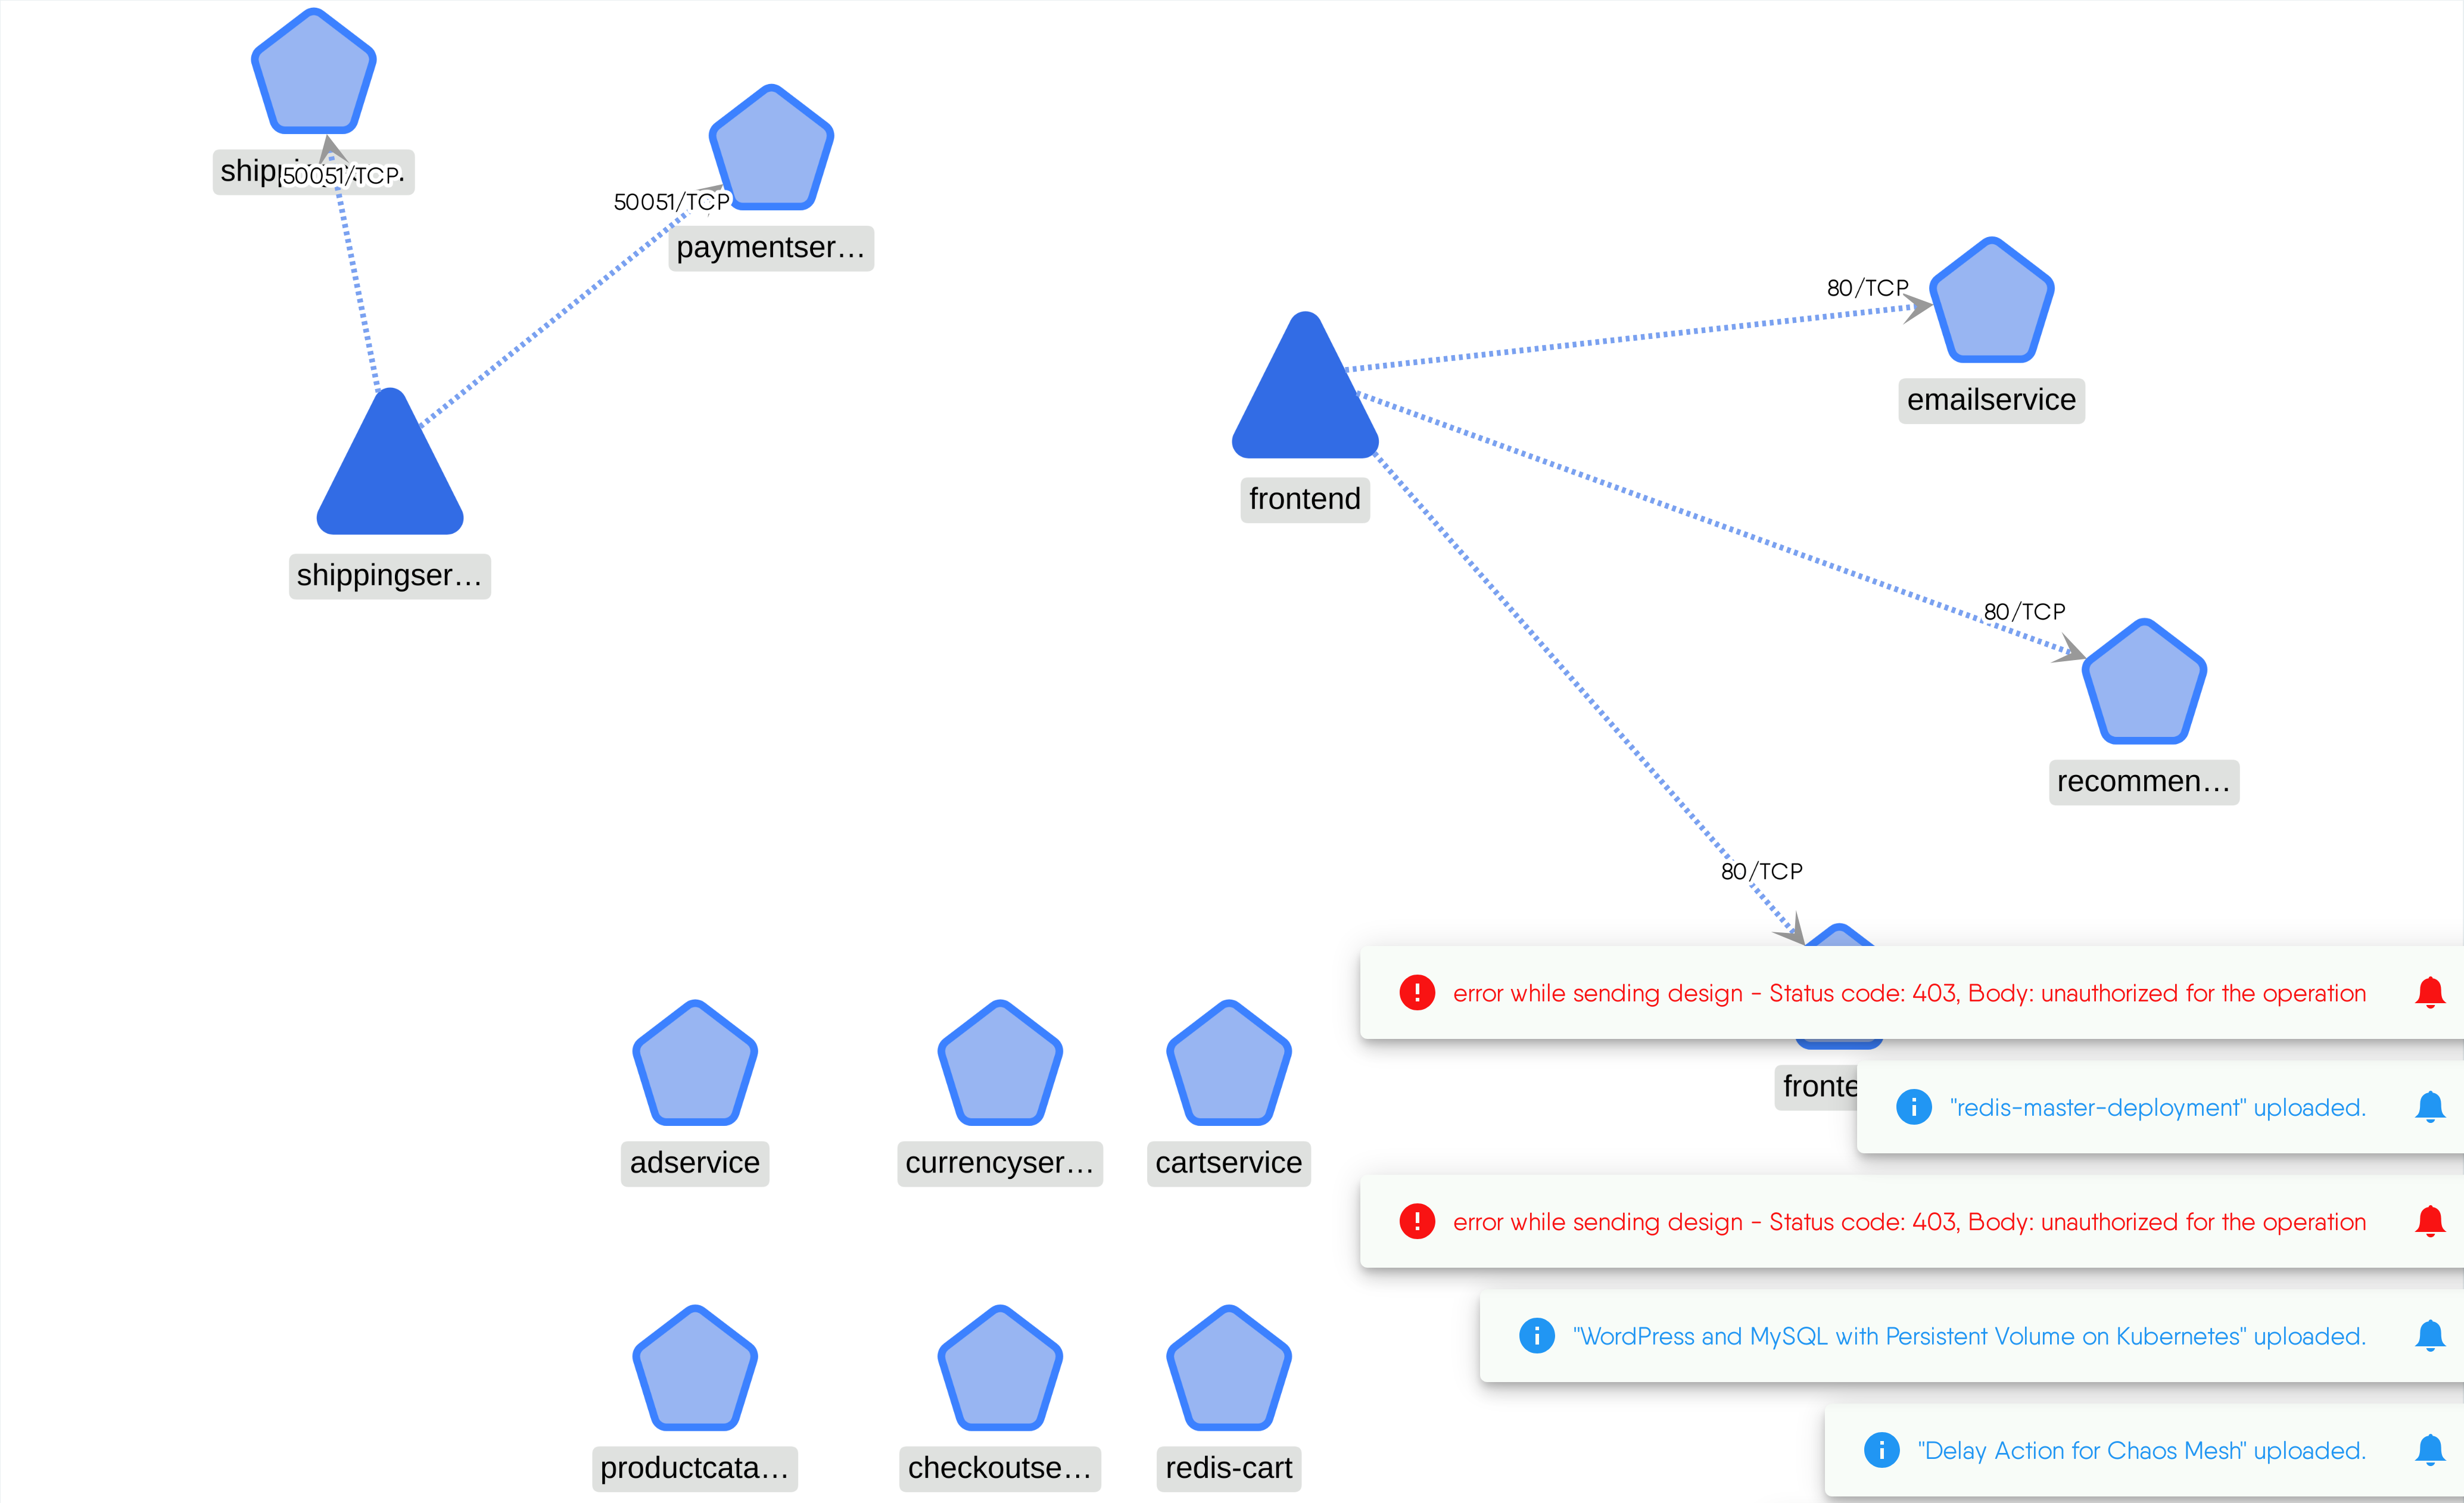 50051/TCP
50051/TCP
paymentser…
80/TCP
emailservice
frontend
shippingser…
80/TCP
recommen…
80/TCP
error while sending design - Status code: 403, Body: unauthorized for the operation
"redis-master-deployment" uploaded.
adservice
currencyser…
cartservice
error while sending design - Status code: 403, Body: unauthorized for the operation
"WordPress and MySQL with Persistent Volume on Kubernetes" uploaded.
"Delay Action for Chaos Mesh" uploaded.
productcata…
checkoutse…
redis-cart